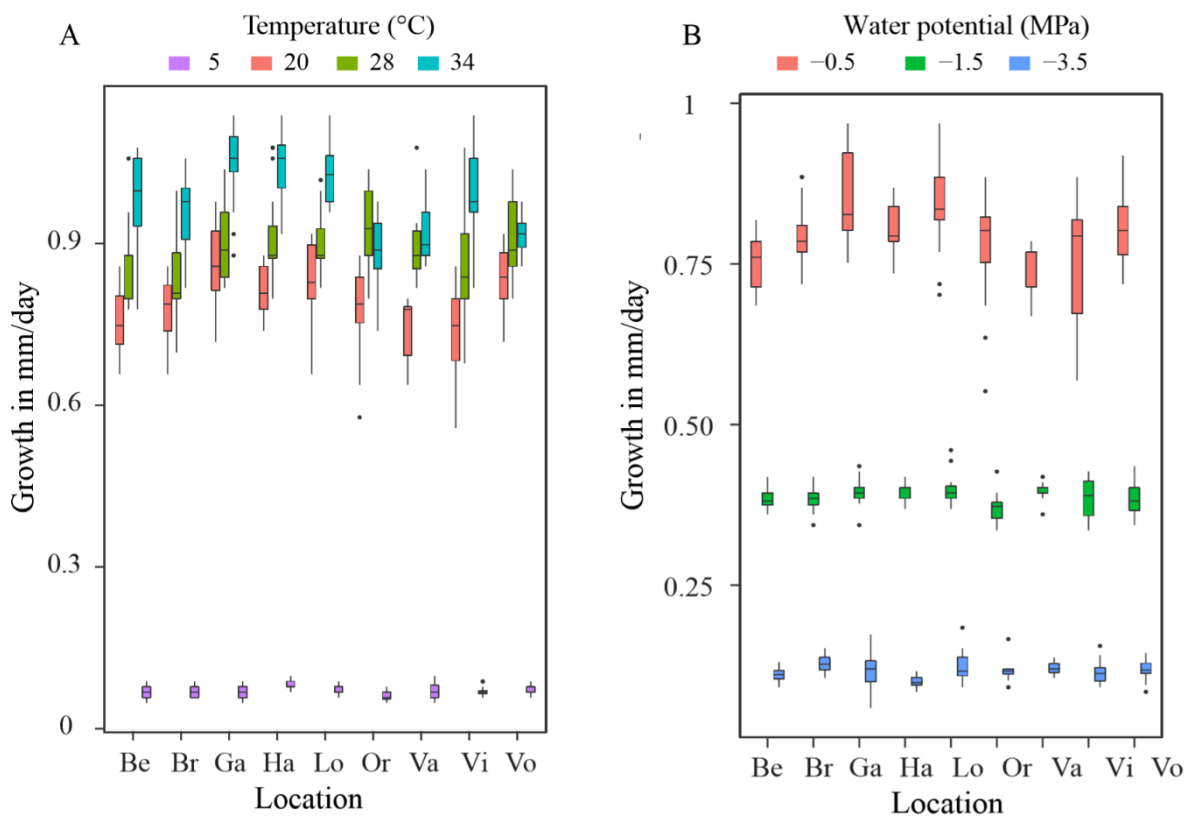 A
Temperature (°C)
5 20 28 34
Growth in mm/day
0.9
0.6
0.3
0
Be Br Ga Ha Lo Or Va Vi Vo
Location
B
Water potential (MPa)
−0.5 −1.5 −3.5
Growth in mm/day
1
0.75
0.50
0.25
Be Br Ga Ha Lo Or Va Vi Vo
Location